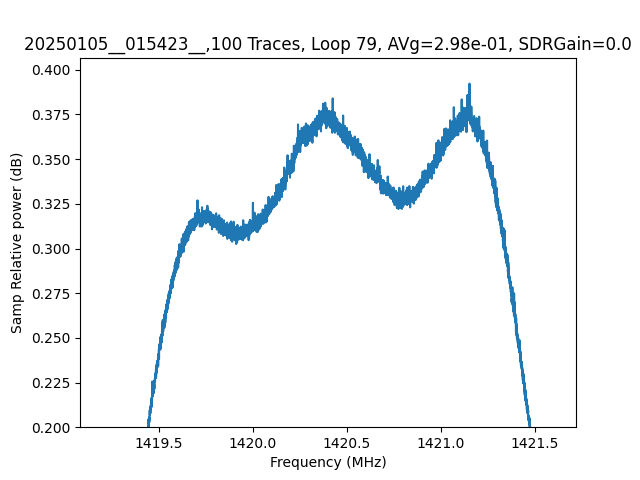 20250105__015423__,100 Traces, Loop 79, AVg=2.98e-01, SDRGain=0.0
0.400
0.375
0.350
0.325
0.300
0.275
0.250
0.225
0.200
Samp Relative power (dB)
1419.5 1420.0 1420.5 1421.0 1421.5
Frequency (MHz)